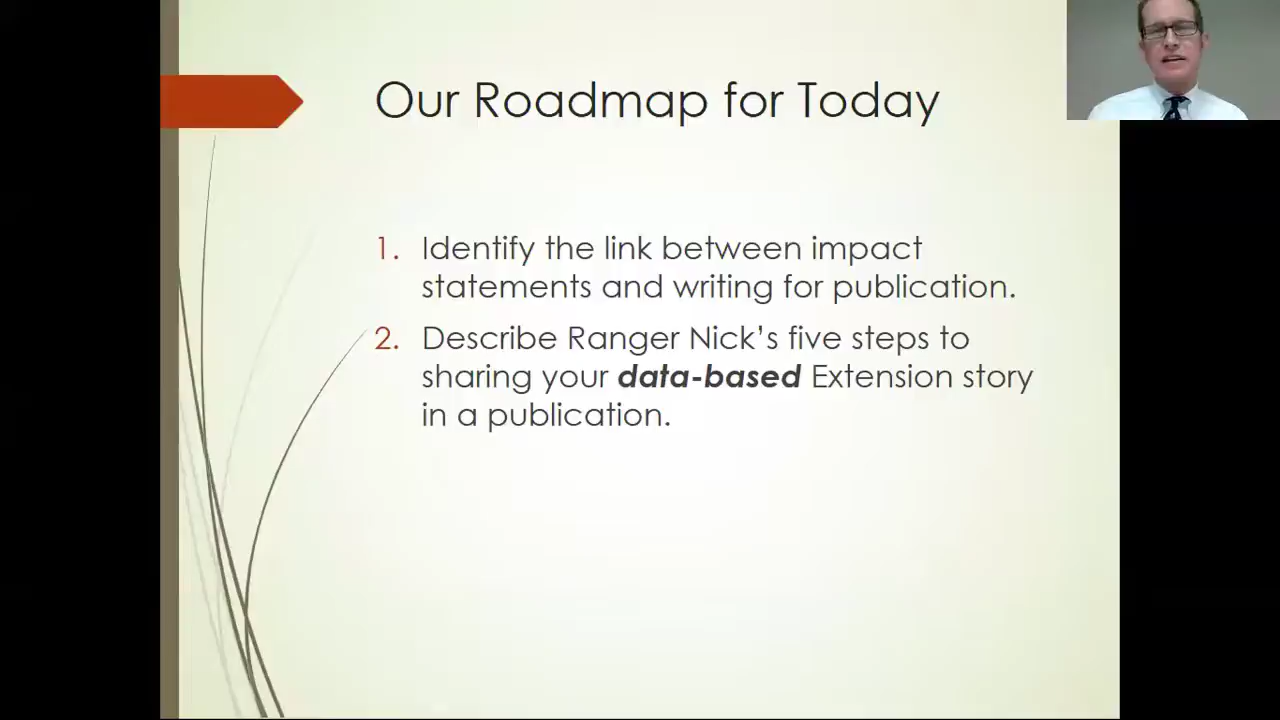 Our Roadmap for Today
1. Identify the link between impact
statements and writing for publication.
2. Describe Ranger Nick’s five steps to
sharing your data-based Extension story
in a publication.